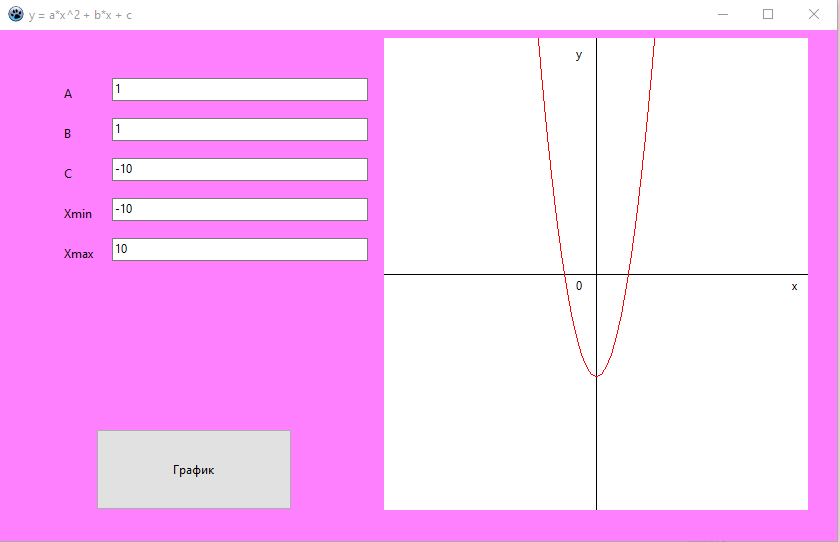 y = a*x^2 + b*x + c
A 1
B 1
C -10
Xmin -10
Xmax 10
График
y
0 x